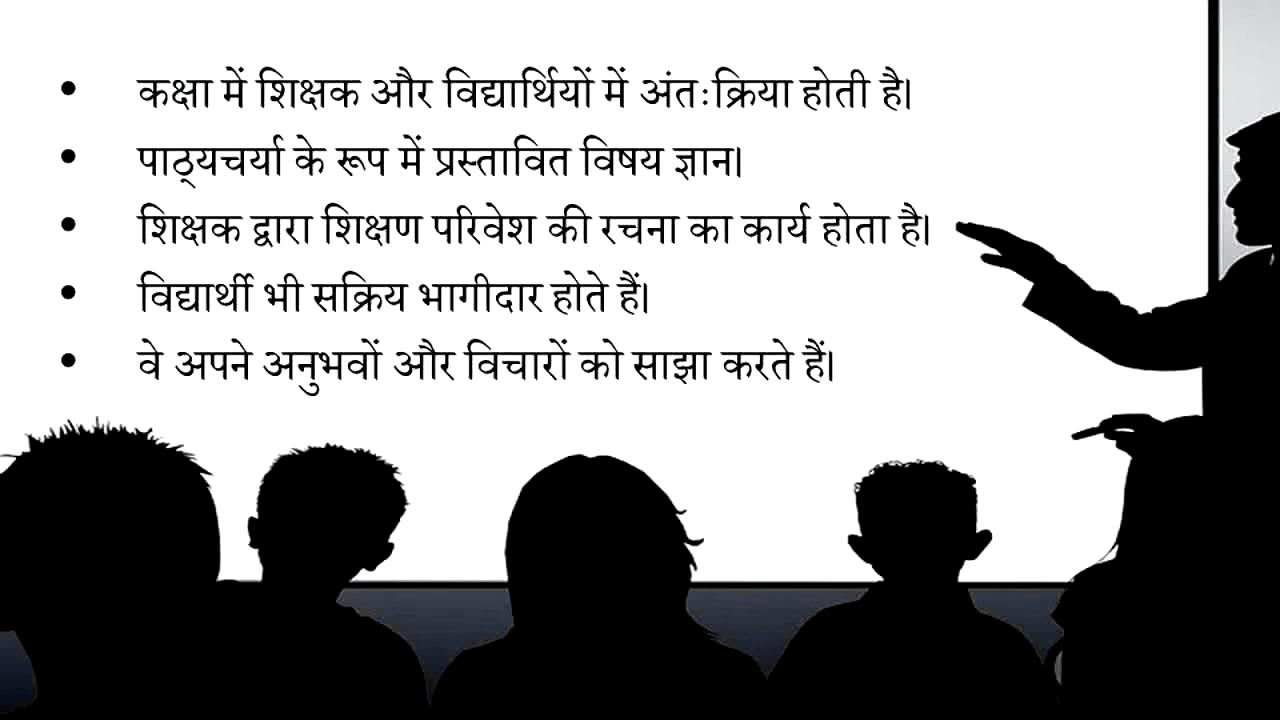 • कक्षा में शिक्षक और विद्यार्थियों में अंतःक्रिया होती है।
• पाठ्यचर्या के रूप में प्रस्तावित विषय ज्ञान।
• शिक्षक द्वारा शिक्षण परिवेश की रचना का कार्य होता है।
• विद्यार्थी भी सक्रिय भागीदार होते हैं।
• वे अपने अनुभवों और विचारों को साझा करते हैं।